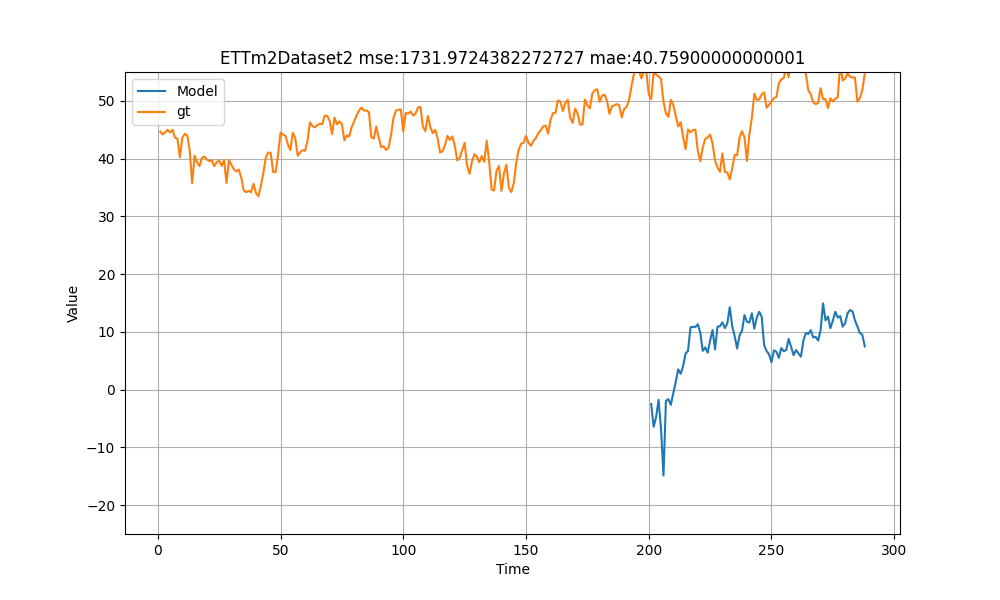 ETTm2Dataset2 mse:1731.9724382272727 mae:40.75900000000001
Model
gt
50
40
30
20
10
0
−10
−20
Value
0 50 100 150 200 250 300
Time